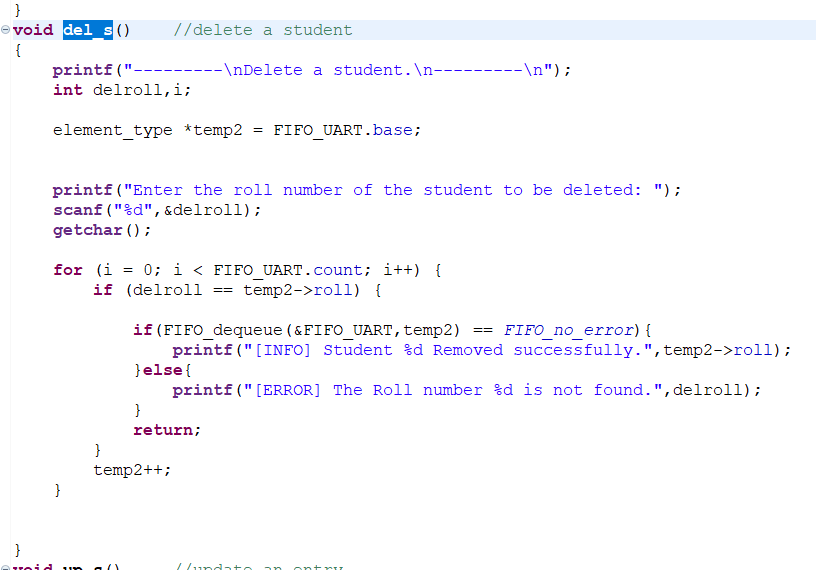 }
void del_s()    //delete a student
{
    printf("---------\nDelete a student.\n---------\n");
    int delroll,i;
    element_type *temp2 = FIFO_UART.base;
    printf("Enter the roll number of the student to be deleted: ");
    scanf("%d",&delroll);
    getchar();
    for (i = 0; i < FIFO_UART.count; i++) {
        if (delroll == temp2->roll) {
            if(FIFO_dequeue(&FIFO_UART,temp2) == FIFO_no_error){
                printf("[INFO] Student %d Removed successfully.",temp2->roll);
            }else{
                printf("[ERROR] The Roll number %d is not found.",delroll);
            }
            return;
        }
        temp2++;
    }
}
void up_s()     //update an entry